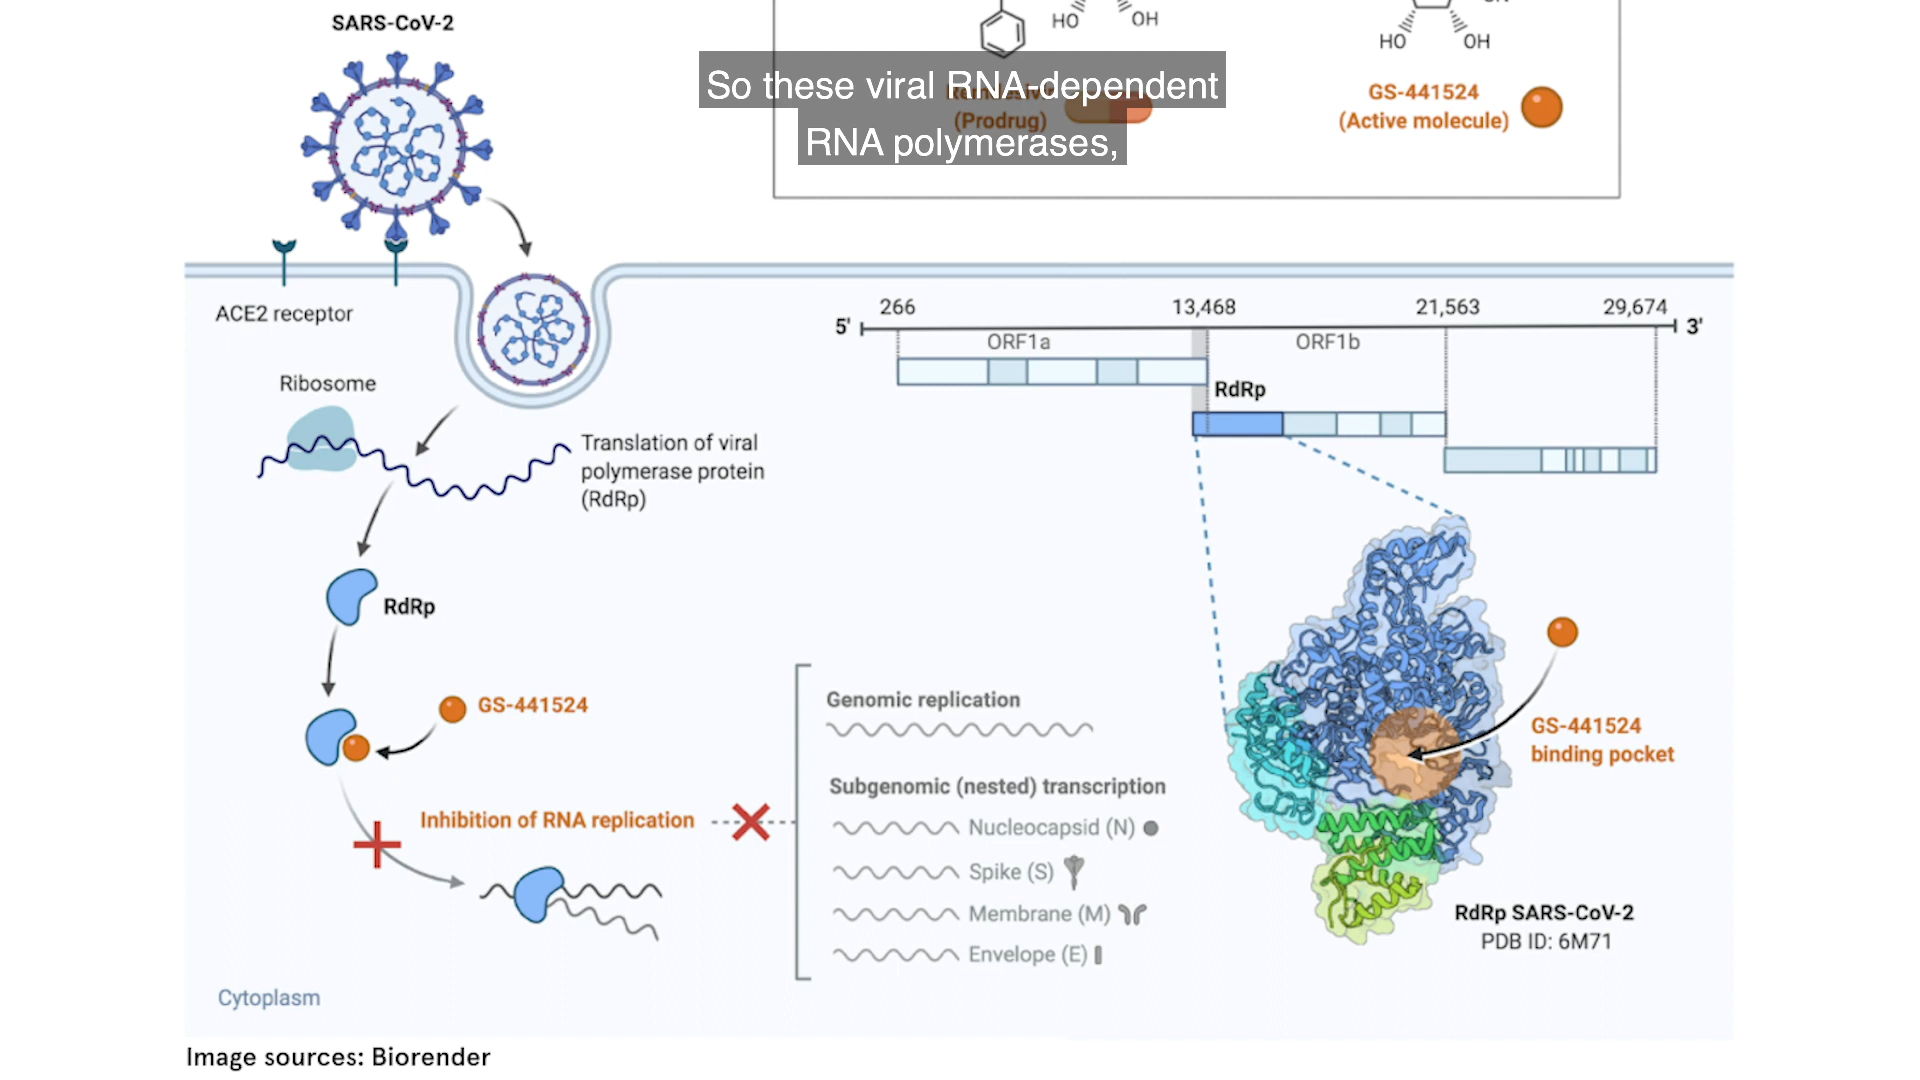 SARS-CoV-2
HO
OH
HO
OH
So these viral RNA-dependent
RNA polymerases,
(Prodrug)
GS-441524
(Active molecule)
ACE2 receptor
266
13,468
21,563
29,674
5'
3'
ORF1a
ORF1b
RdRp
Ribosome
Translation of viral
polymerase protein
(RdRp)
RdRp
GS-441524
Inhibition of RNA replication
Genomic replication
Subgenomic (nested) transcription
Nucleocapsid (N)
Spike (S)
Membrane (M)
Envelope (E)
GS-441524
binding pocket
RdRp SARS-CoV-2
PDB ID: 6M71
Cytoplasm
Image sources: Biorender